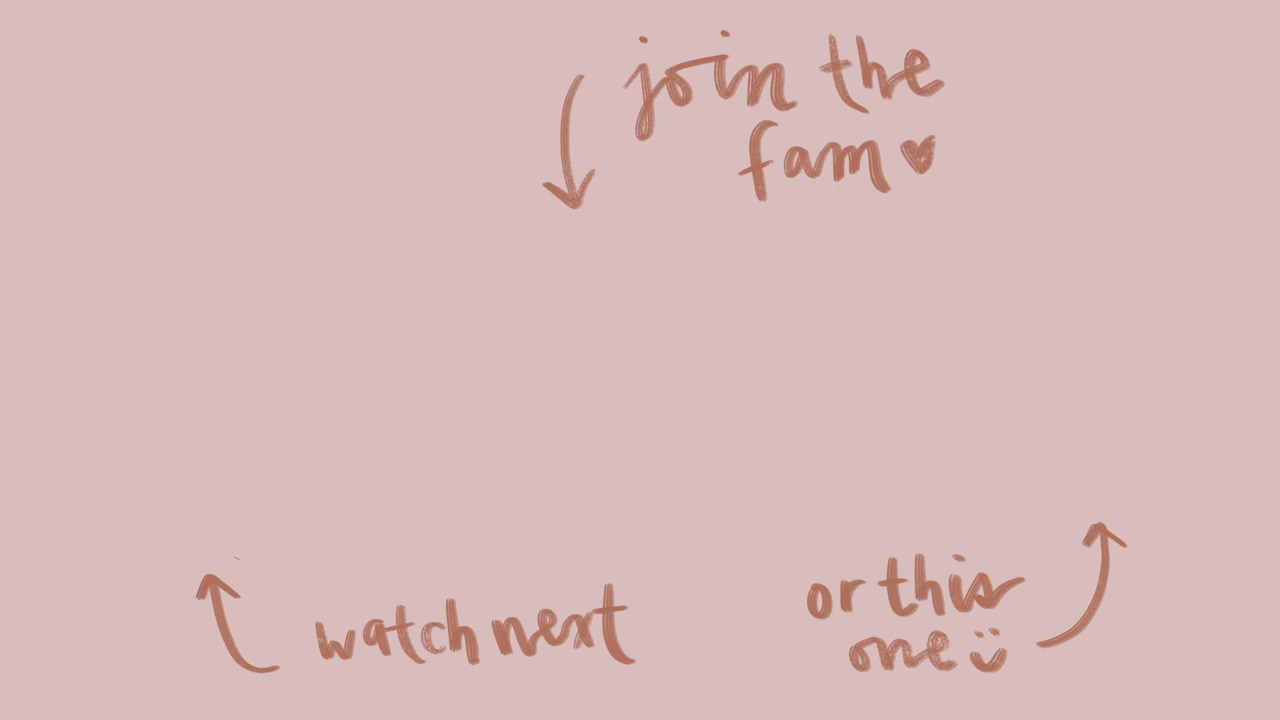 join the
fam♥
watch next
or this
one ü